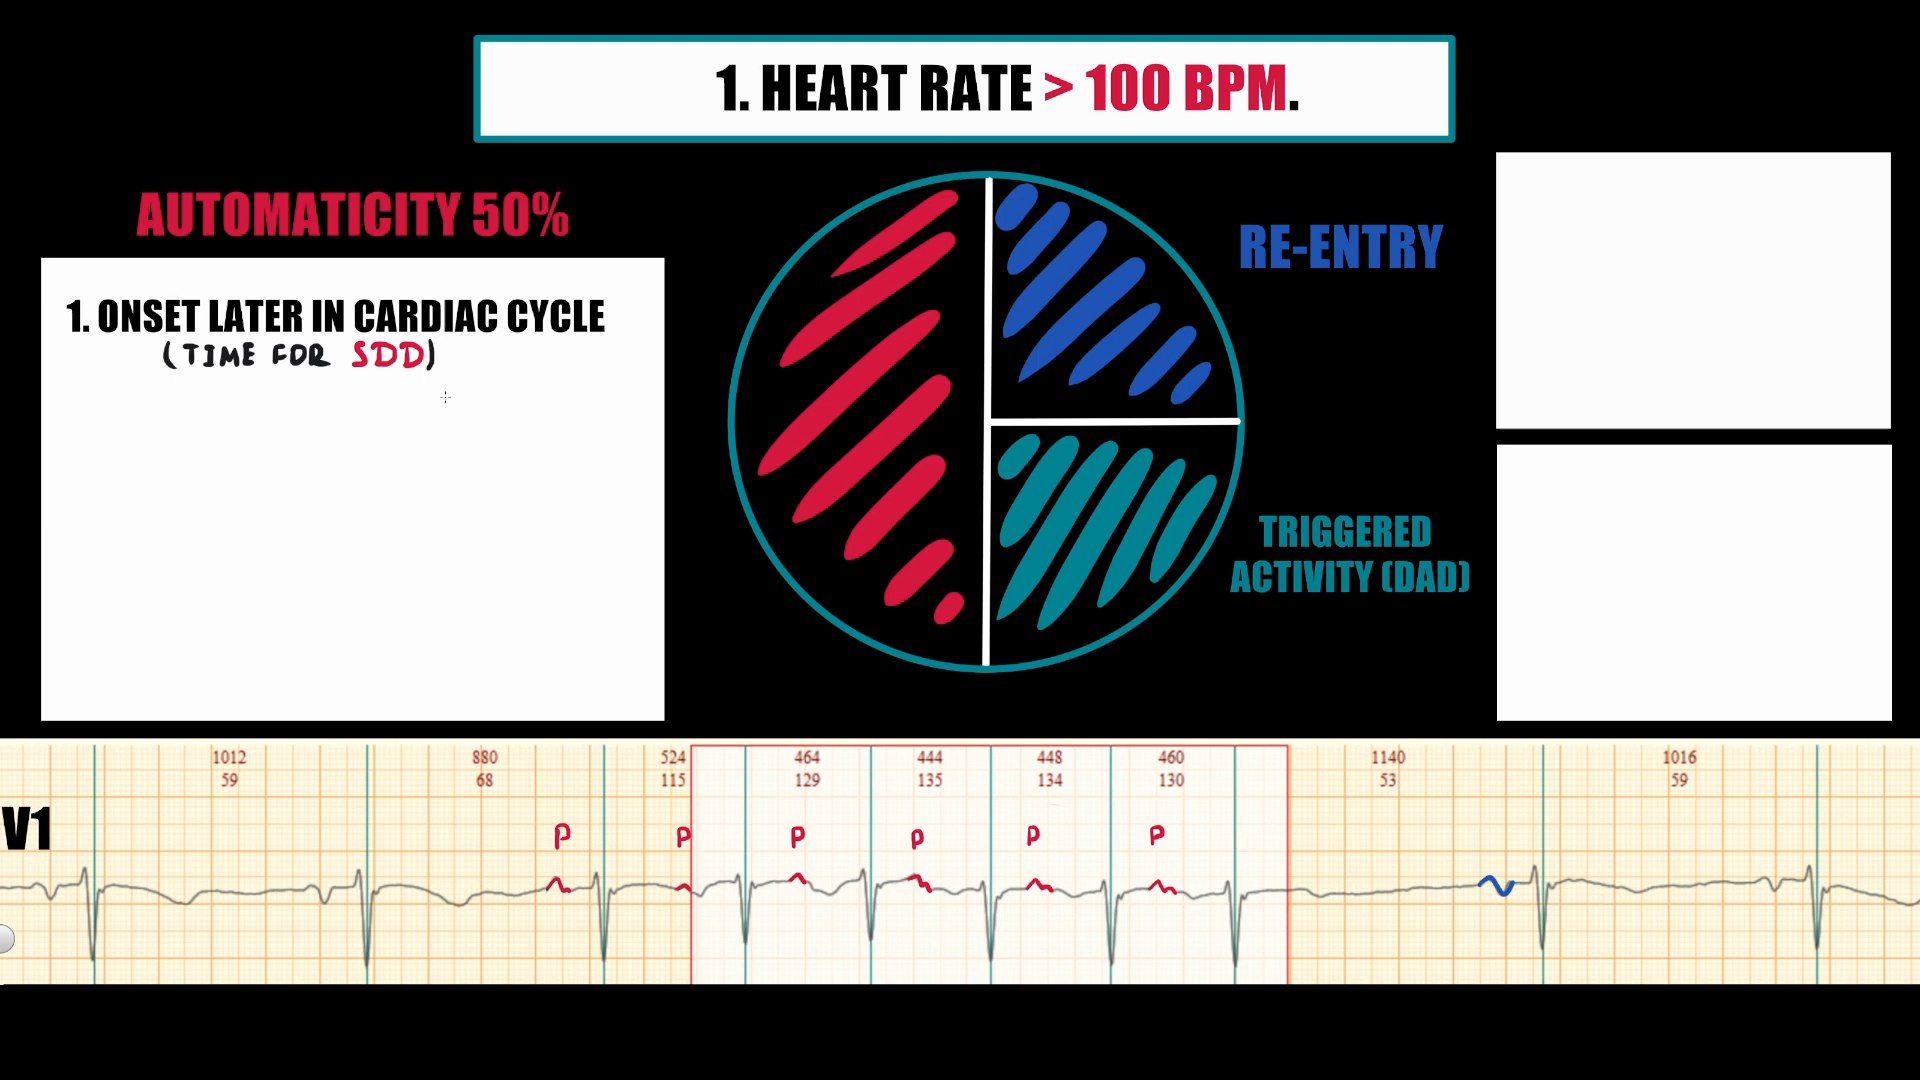 1. HEART RATE > 100 BPM.
AUTOMATICITY 50%
1. ONSET LATER IN CARDIAC CYCLE
(TIME FOR SDD)
RE-ENTRY
TRIGGERED
ACTIVITY (DAD)
1012 880 524 464 444 448 460 1140 1016
59 68 115 129 135 134 130 53 59
V1
P P P P P P